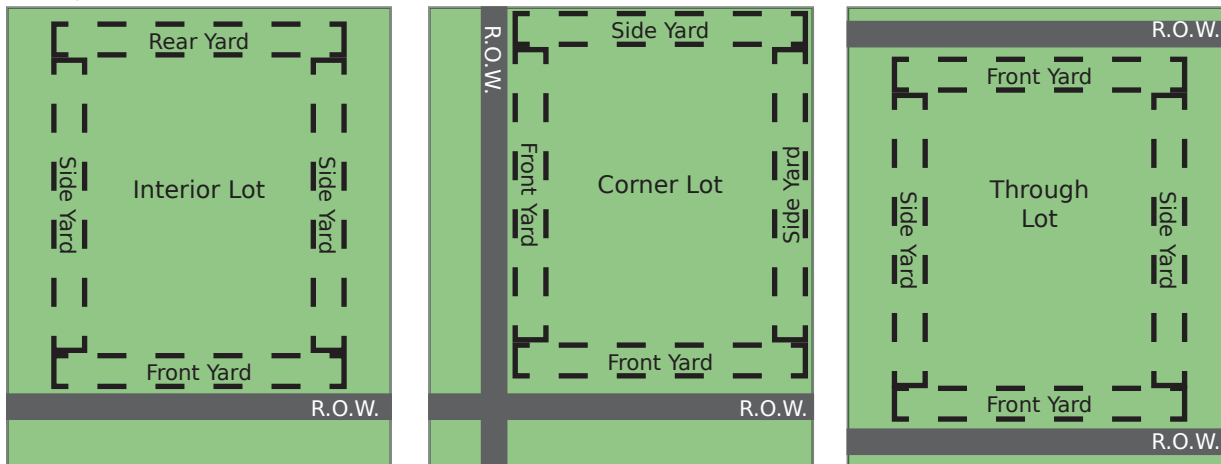 Rear Yard
Side Yard
Interior Lot
Side Yard
Front Yard
R.O.W.
R.O.W.
Side Yard
Front Yard
Corner Lot
Side Yard
Front Yard
R.O.W.
R.O.W.
Front Yard
Side Yard
Through
Lot
Side Yard
Front Yard
R.O.W.